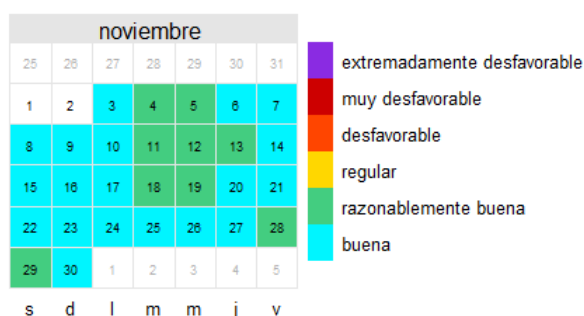 noviembre
25 26 27 28 29 30 31
1 2 3 4 5 6 7
8 9 10 11 12 13 14
15 16 17 18 19 20 21
22 23 24 25 26 27 28
29 30 1 2 3 4 5
s d l m m j v
extremadamente desfavorable
muy desfavorable
desfavorable
regular
razonablemente buena
buena